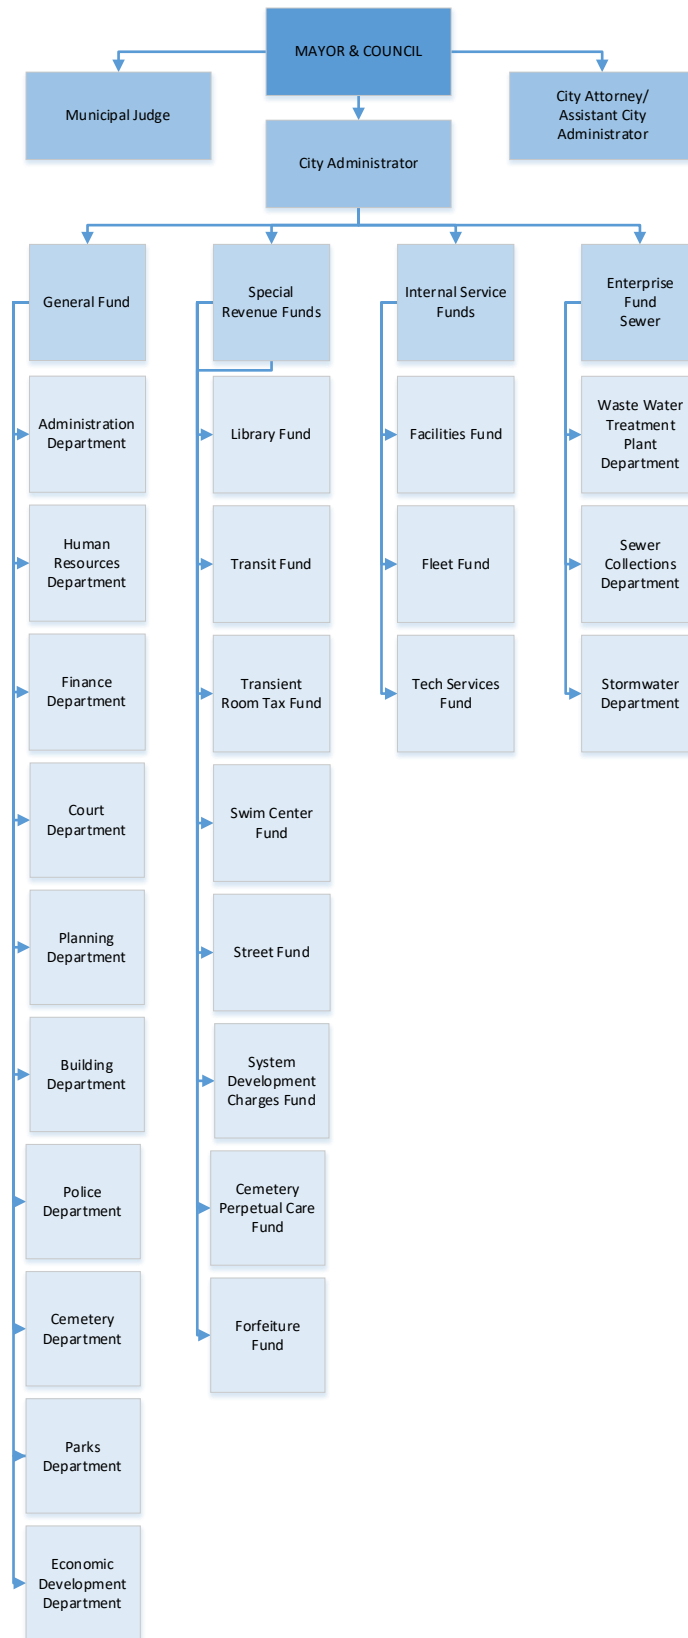 MAYOR & COUNCIL
Municipal Judge
City Attorney/
Assistant City
Administrator
City Administrator
General Fund
Special
Revenue Funds
Internal Service
Funds
Enterprise
Fund
Sewer
Administration
Department
Library Fund
Facilities Fund
Waste Water
Treatment
Plant
Department
Human
Resources
Department
Transit Fund
Fleet Fund
Sewer
Collections
Department
Finance
Department
Transient
Room Tax Fund
Tech Services
Fund
Stormwater
Department
Court
Department
Swim Center
Fund
Planning
Department
Street Fund
Building
Department
System
Development
Charges Fund
Police
Department
Cemetery
Perpetual Care
Fund
Cemetery
Department
Forfeiture
Fund
Parks
Department
Economic
Development
Department